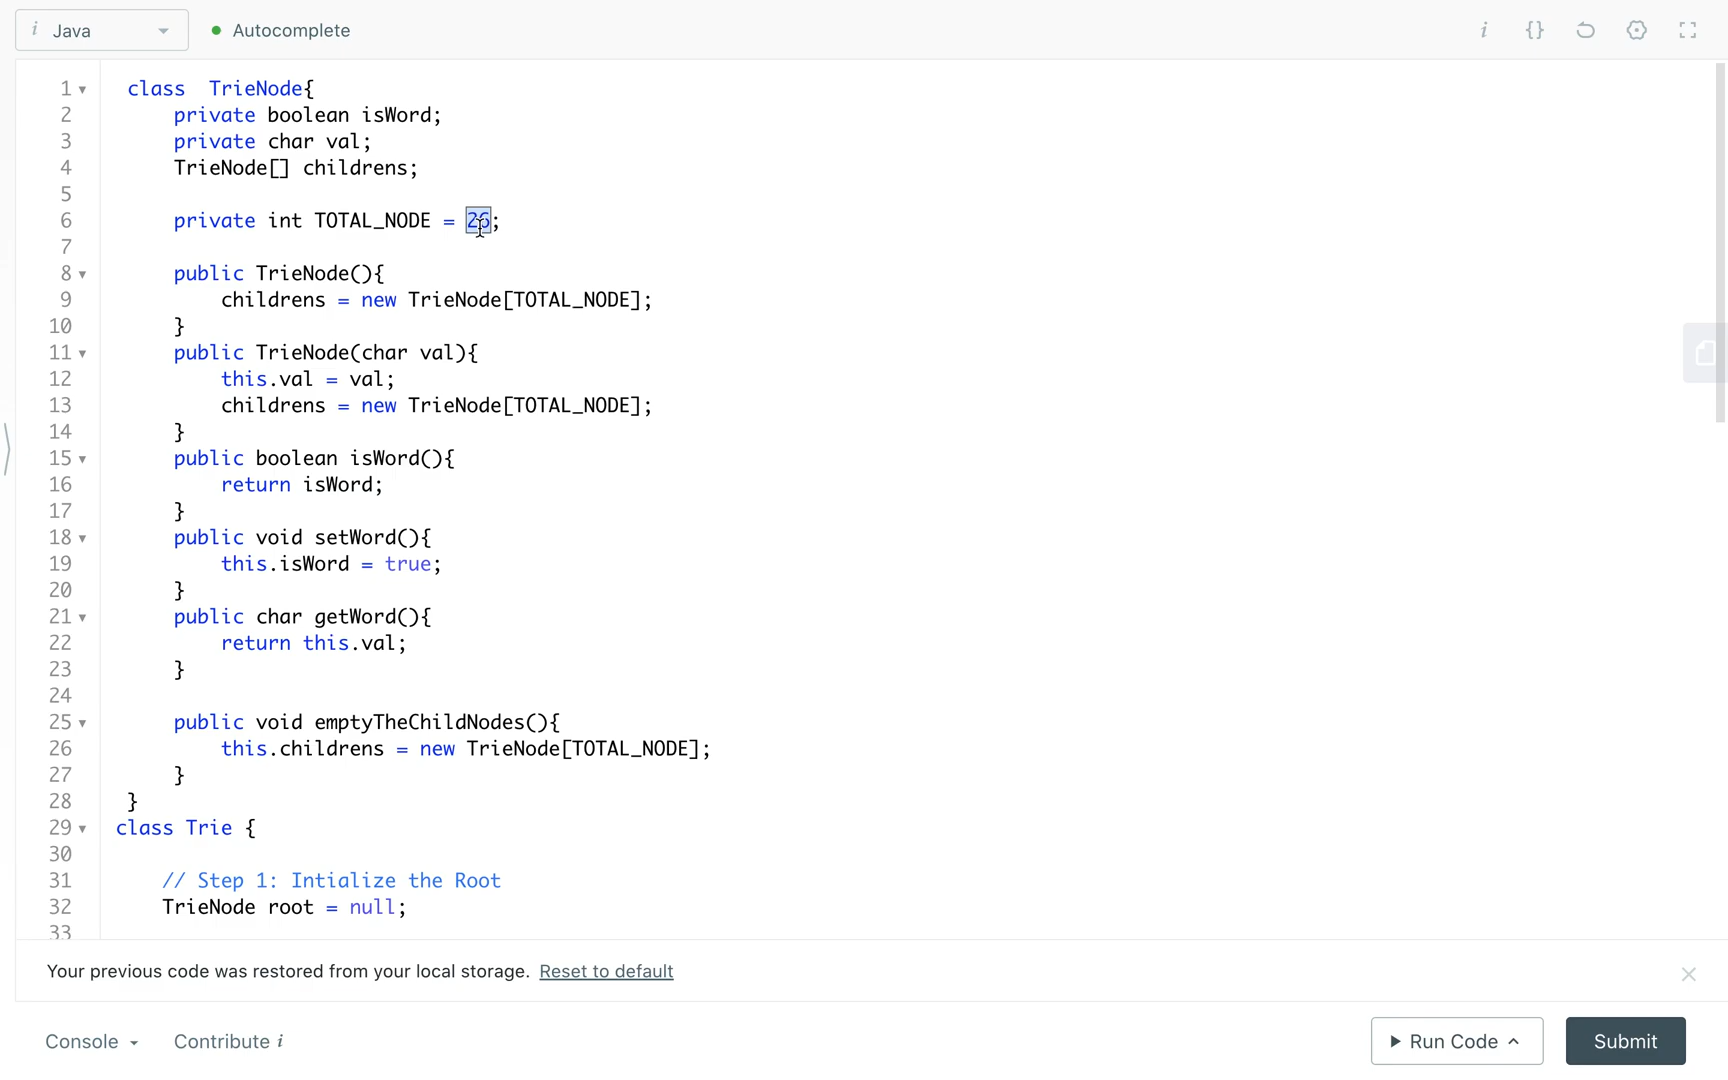 i Java
Autocomplete
i {}
1 class  TrieNode{
2     private boolean isWord;
3     private char val;
4     TrieNode[] childrens;
5
6     private int TOTAL_NODE = 26;
7
8     public TrieNode(){
9         childrens = new TrieNode[TOTAL_NODE];
10     }
11     public TrieNode(char val){
12         this.val = val;
13         childrens = new TrieNode[TOTAL_NODE];
14     }
15     public boolean isWord(){
16         return isWord;
17     }
18     public void setWord(){
19         this.isWord = true;
20     }
21     public char getWord(){
22         return this.val;
23     }
24
25     public void emptyTheChildNodes(){
26         this.childrens = new TrieNode[TOTAL_NODE];
27     }
28 }
29 class Trie {
30
31     // Step 1: Intialize the Root
32     TrieNode root = null;
33
Your previous code was restored from your local storage. Reset to default
Console
Contribute i
Run Code
Submit